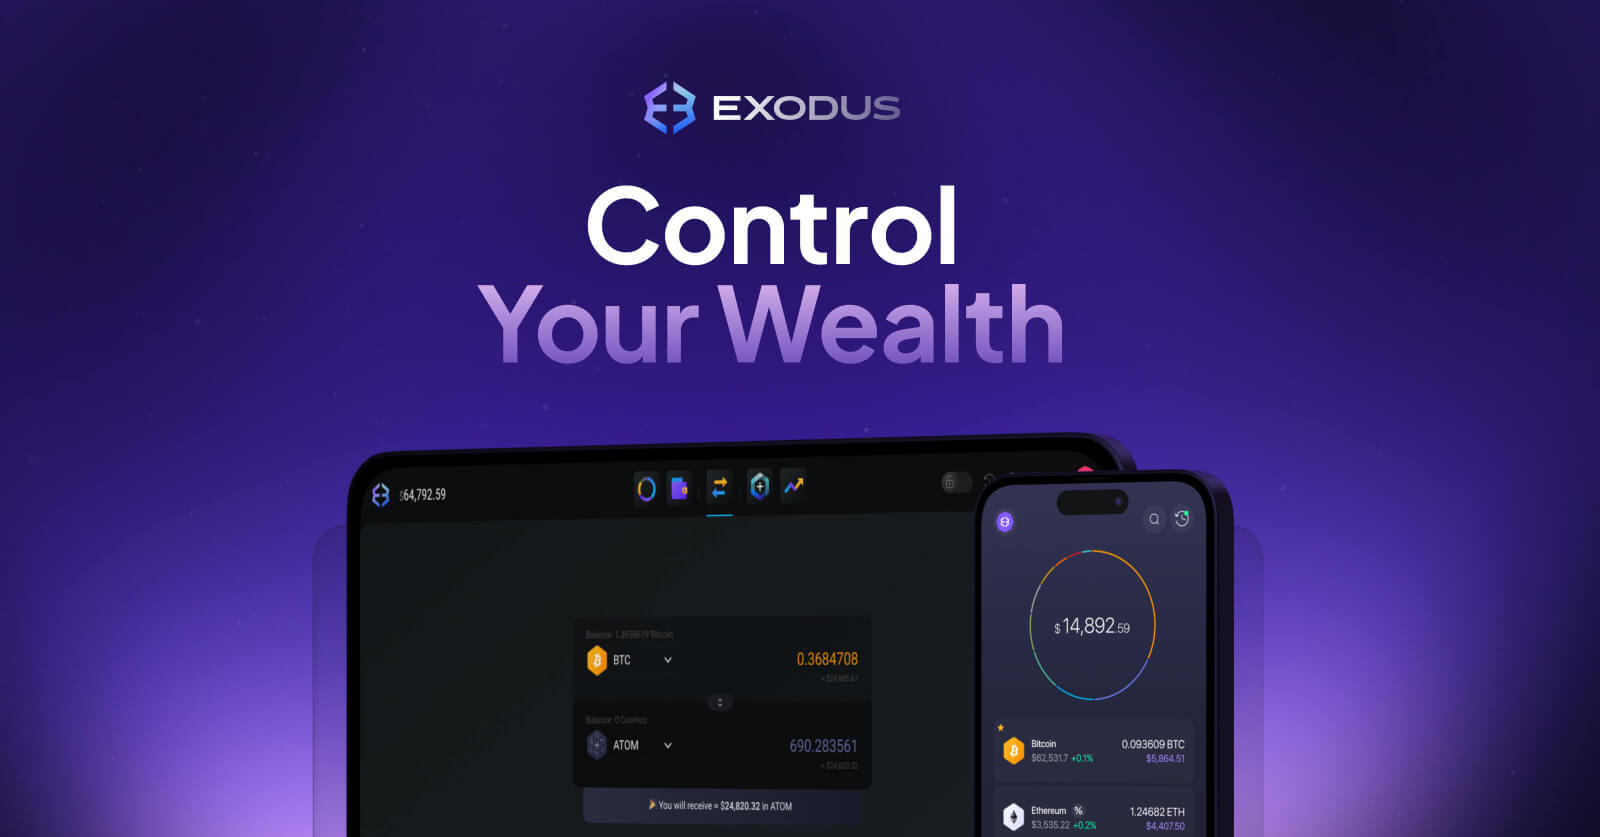 EXODUS
Control
Your Wealth
$64,792.59
Balance: 1.3658619 Bitcoin
BTC
0.3684708
≈ $24,905.67
Balance: 0 Cosmos
ATOM
690.283561
≈ $24,820.32
🎉 You will receive ≈ $24,820.32 in ATOM
$14,892.59
Bitcoin
0.093609 BTC
$62,531.7 +0.1%
$5,864.51
Ethereum %
1.24682 ETH
$3,535.22 +0.2%
$4,407.50